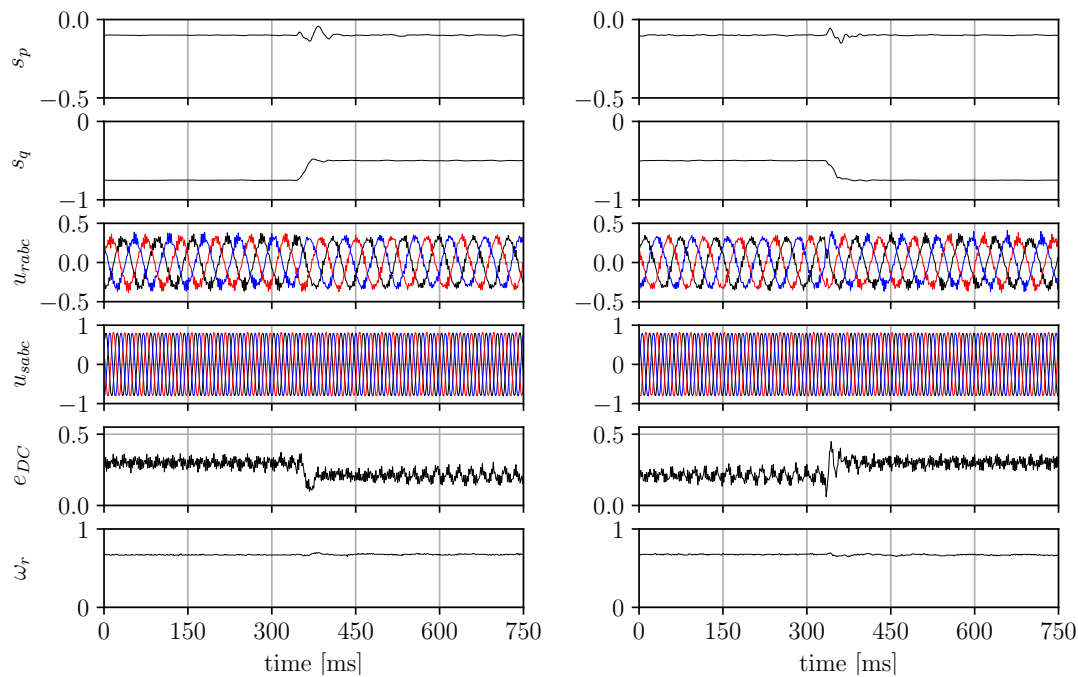 0.0 0.0
s_p
−0.5 −0.5
0 0
s_q
−1 −1
0.5 0.5
u_rabc 0.0 0.0
−0.5 −0.5
1 1
u_sabc 0 0
−1 −1
0.5 0.5
e_DC
0.0 0.0
1 1
ω_r
0 0
0 150 300 450 600 750 0 150 300 450 600 750
time [ms] time [ms]